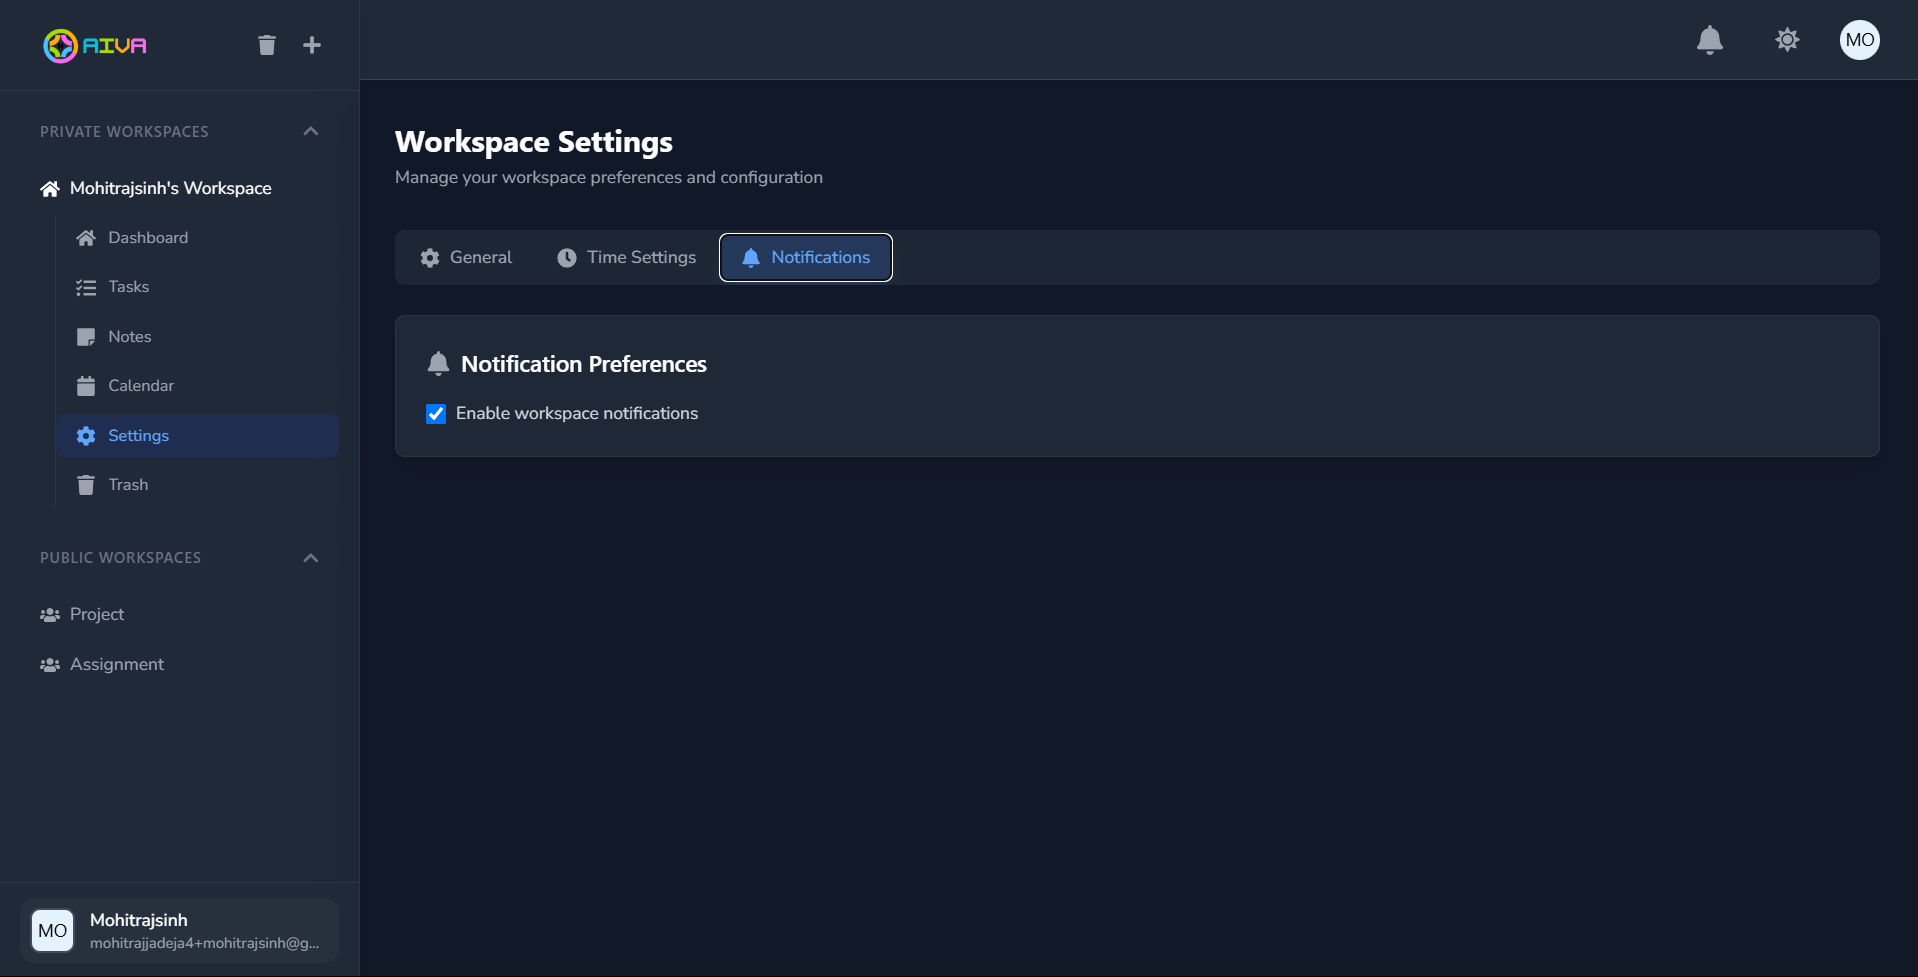 AIVA
MO
PRIVATE WORKSPACES
Mohitrajsinh's Workspace
Dashboard
Tasks
Notes
Calendar
Settings
Trash
PUBLIC WORKSPACES
Project
Assignment
MO
Mohitrajsinh
mohitrajjadeja4+mohitrajsinh@g...
Workspace Settings
Manage your workspace preferences and configuration
General Time Settings Notifications
Notification Preferences
Enable workspace notifications